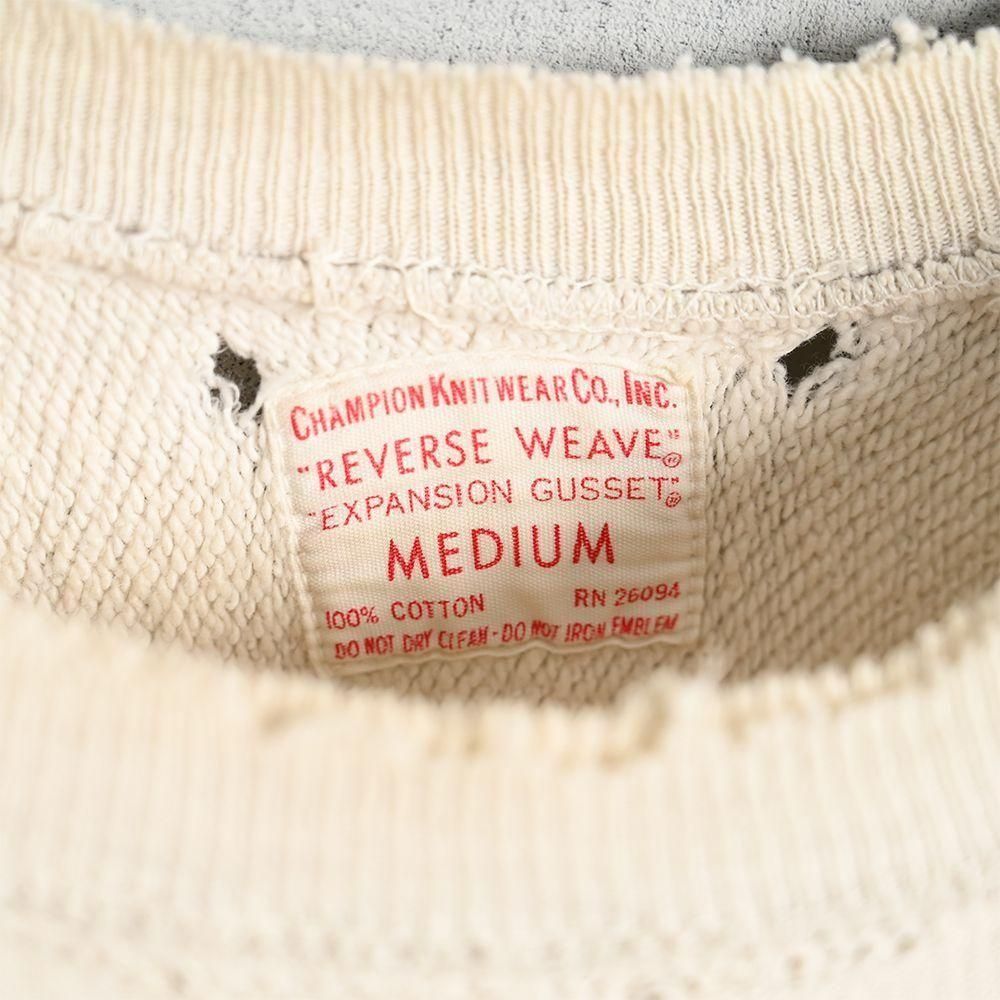 CHAMPION KNITWEAR CO., INC.
"REVERSE WEAVE"®
"EXPANSION GUSSET"®
MEDIUM
100% COTTON RN 26094
DO NOT DRY CLEAN - DO NOT IRON EMBLEM